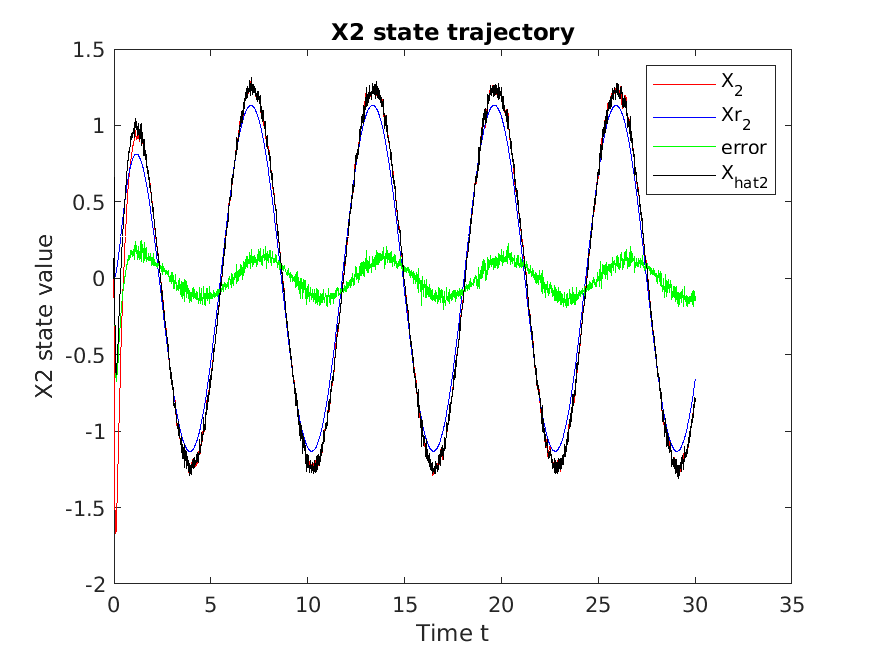 X2 state trajectory
1.5
1
0.5
0
-0.5
-1
-1.5
-2
X2 state value
0 5 10 15 20 25 30 35
Time t
X2
Xr2
error
Xhat2